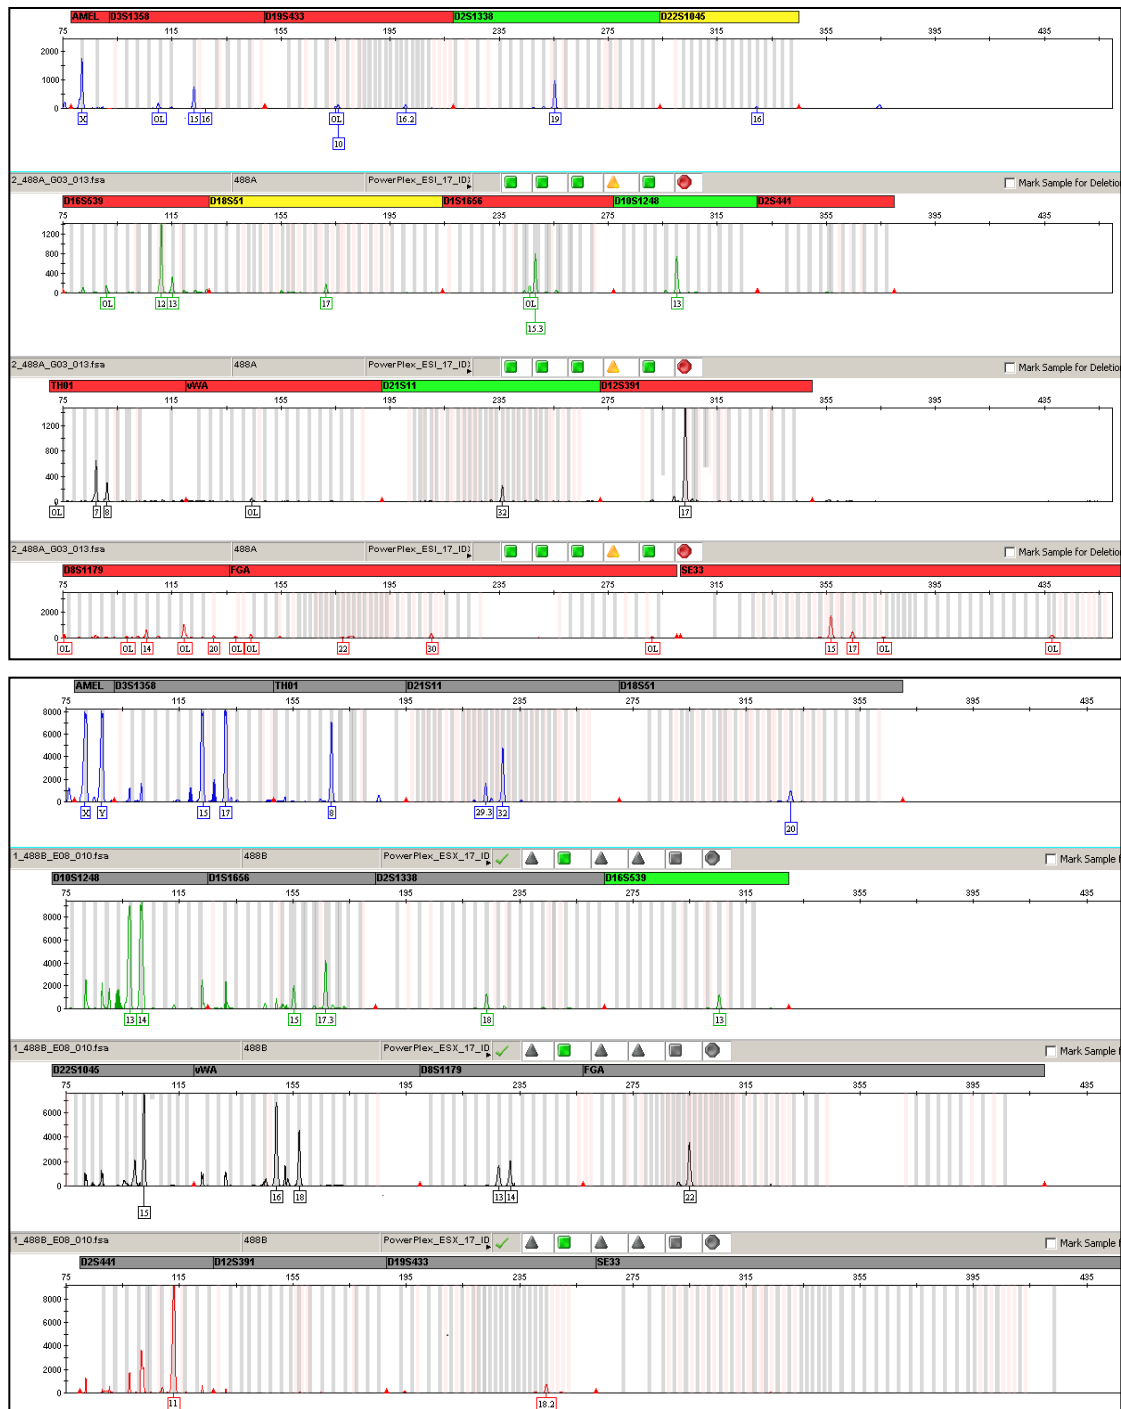 AMEL D3S1358 D19S433 D2S1338 D22S1045
75 115 155 195 235 275 315 355 395 435
2000
1000
0
X OL 15 16 OL 16.2 19 16
10
2_488A_G03_013.fsa 488A PowerPlex_ESI_17_ID Mark Sample for Deletio
D16S539 D18S51 D1S1656 D10S1248 D2S441
75 115 155 195 235 275 315 355 395 435
1200
800
400
0
OL 12 13 17 OL 13
15.3
2_488A_G03_013.fsa 488A PowerPlex_ESI_17_ID Mark Sample for Deletio
TH01 vWA D21S11 D12S391
75 115 155 195 235 275 315 355 395 435
1200
800
400
0
OL 7 8 OL 32 17
2_488A_G03_013.fsa 488A PowerPlex_ESI_17_ID Mark Sample for Deletio
D8S1179 FGA SE33
75 115 155 195 235 275 315 355 395 435
2000
0
OL OL 14 OL 20 OL OL 22 30 OL 15 17 OL OL
AMEL D3S1358 TH01 D21S11 D18S51
75 115 155 195 235 275 315 355 395 435
8000
6000
4000
2000
0
X Y 15 17 8 29.3 32
20
1_488B_E08_010.fsa 488B PowerPlex_ESX_17_ID Mark Sample f
D10S1248 D1S1656 D2S1338 D16S539
75 115 155 195 235 275 315 355 395 435
8000
6000
4000
2000
0
13 14 15 17.3 18 13
1_488B_E08_010.fsa 488B PowerPlex_ESX_17_ID Mark Sample f
D22S1045 vWA D8S1179 FGA
75 115 155 195 235 275 315 355 395 435
6000
4000
2000
0
16 18 13 14 22
15
1_488B_E08_010.fsa 488B PowerPlex_ESX_17_ID Mark Sample f
D2S441 D12S391 D19S433 SE33
75 115 155 195 235 275 315 355 395 435
8000
6000
4000
2000
0
11 18.2